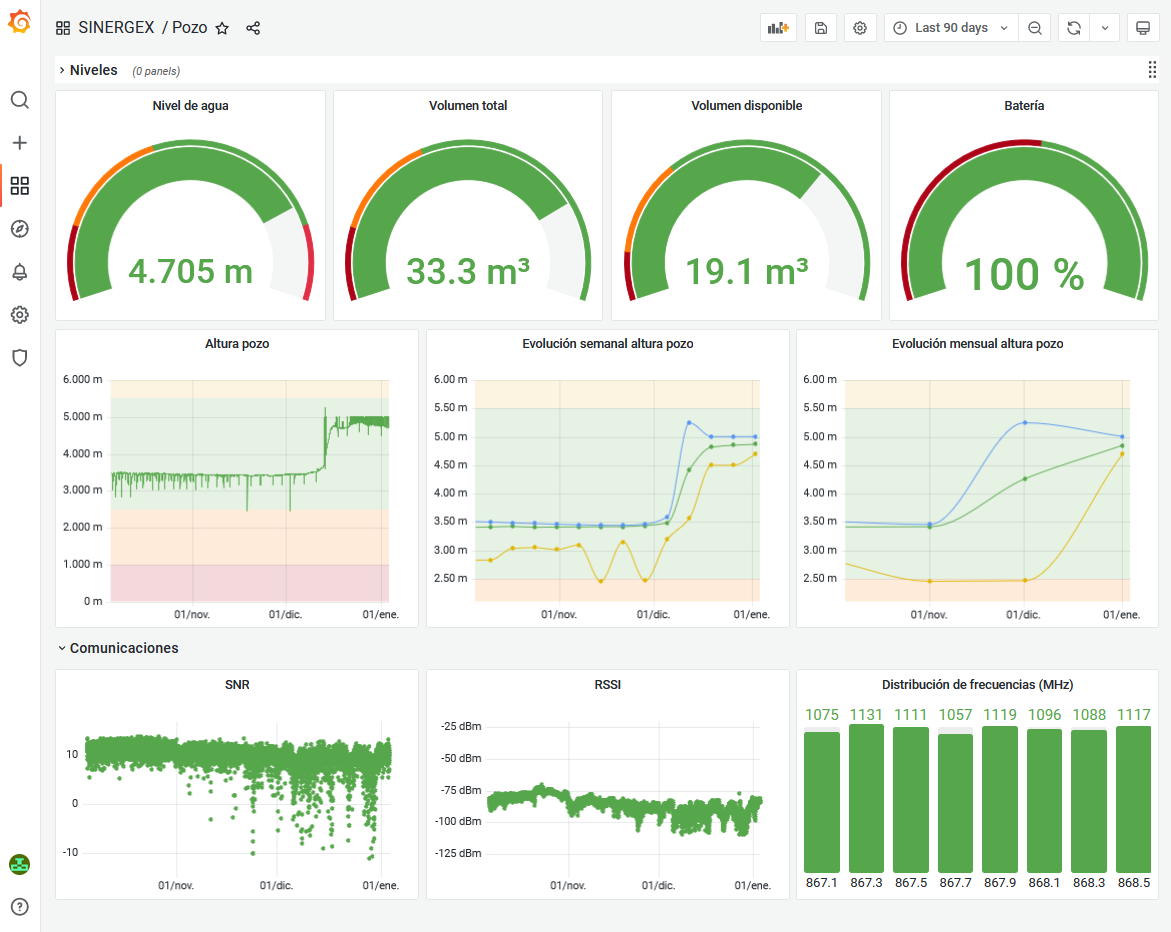 SINERGEX / Pozo
Last 90 days
Niveles (0 panels)
Nivel de agua
4.705 m
Volumen total
33.3 m³
Volumen disponible
19.1 m³
Batería
100 %
Altura pozo
6.000 m
5.000 m
4.000 m
3.000 m
2.000 m
1.000 m
0 m
01/nov. 01/dic. 01/ene.
Evolución semanal altura pozo
6.00 m
5.50 m
5.00 m
4.50 m
4.00 m
3.50 m
3.00 m
2.50 m
01/nov. 01/dic. 01/ene.
Evolución mensual altura pozo
6.00 m
5.50 m
5.00 m
4.50 m
4.00 m
3.50 m
3.00 m
2.50 m
01/nov. 01/dic. 01/ene.
Comunicaciones
SNR
10
0
-10
01/nov. 01/dic. 01/ene.
RSSI
-25 dBm
-50 dBm
-75 dBm
-100 dBm
-125 dBm
01/nov. 01/dic. 01/ene.
Distribución de frecuencias (MHz)
1075 1131 1111 1057 1119 1096 1088 1117
867.1 867.3 867.5 867.7 867.9 868.1 868.3 868.5